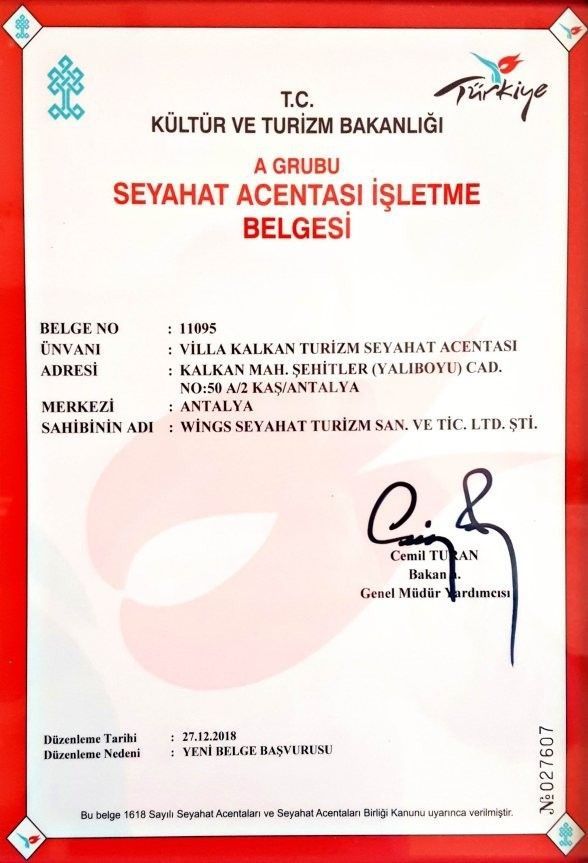 Türkiye
T.C.
KÜLTÜR VE TURİZM BAKANLIĞI
A GRUBU
SEYAHAT ACENTASI İŞLETME
BELGESİ
BELGE NO : 11095
ÜNVANI : VİLLA KALKAN TURİZM SEYAHAT ACENTASI
ADRESİ : KALKAN MAH. ŞEHİTLER (YALIBOYU) CAD.
NO:50 A/2 KAŞ/ANTALYA
MERKEZİ : ANTALYA
SAHİBİNİN ADI : WİNGS SEYAHAT TURİZM SAN. VE TİC. LTD. ŞTİ.
Cemil TURAN
Bakan a.
Genel Müdür Yardımcısı
Düzenleme Tarihi : 27.12.2018
Düzenleme Nedeni : YENİ BELGE BAŞVURUSU
№ 027607
Bu belge 1618 Sayılı Seyahat Acentaları ve Seyahat Acentaları Birliği Kanunu uyarınca verilmiştir.